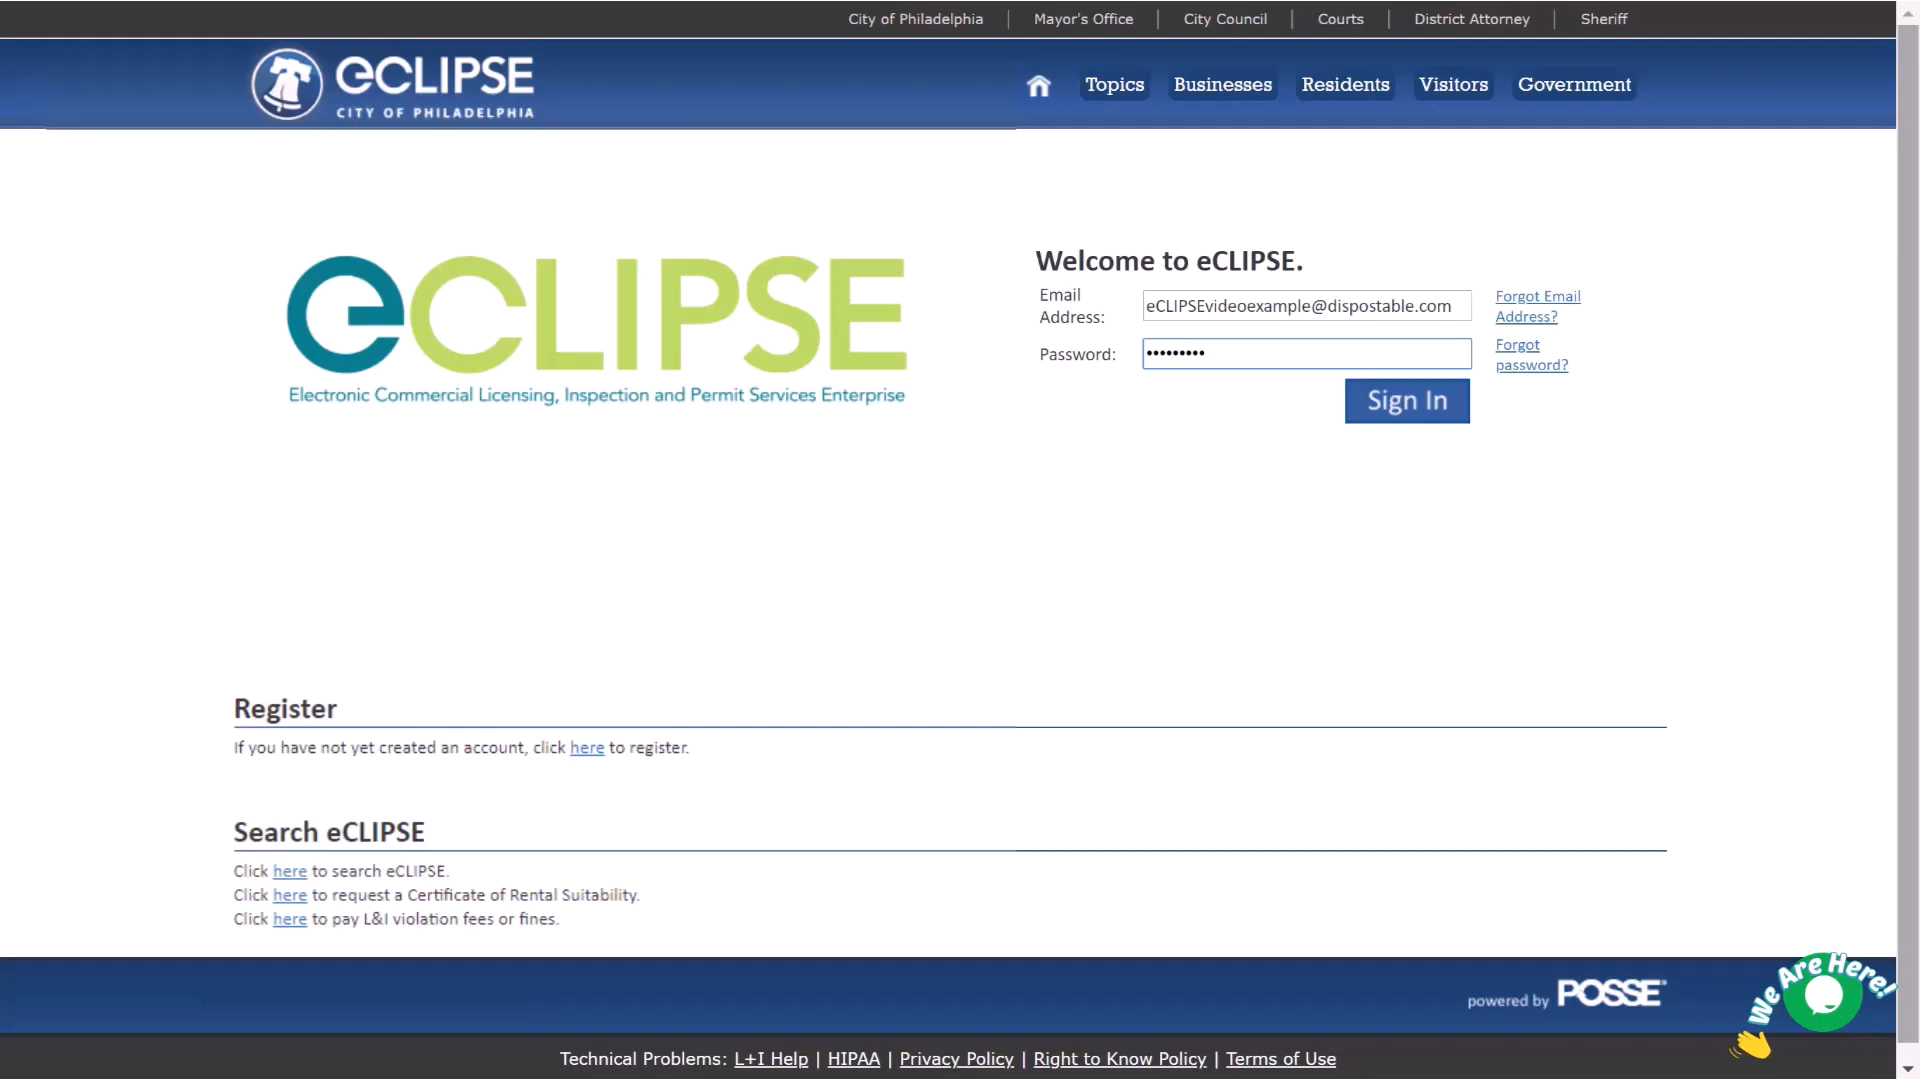 City of Philadelphia | Mayor's Office | City Council | Courts | District Attorney | Sheriff
eCLIPSE
CITY OF PHILADELPHIA
Topics Businesses Residents Visitors Government
eCLIPSE
Electronic Commercial Licensing, Inspection and Permit Services Enterprise
Welcome to eCLIPSE.
Email Address: eCLIPSEvideoexample@dispostable.com Forgot Email Address?
Password: ••••••••• Forgot password?
Sign In
Register
If you have not yet created an account, click here to register.
Search eCLIPSE
Click here to search eCLIPSE.
Click here to request a Certificate of Rental Suitability.
Click here to pay L&I violation fees or fines.
powered by POSSE
We Are Here!
Technical Problems: L+I Help | HIPAA | Privacy Policy | Right to Know Policy | Terms of Use